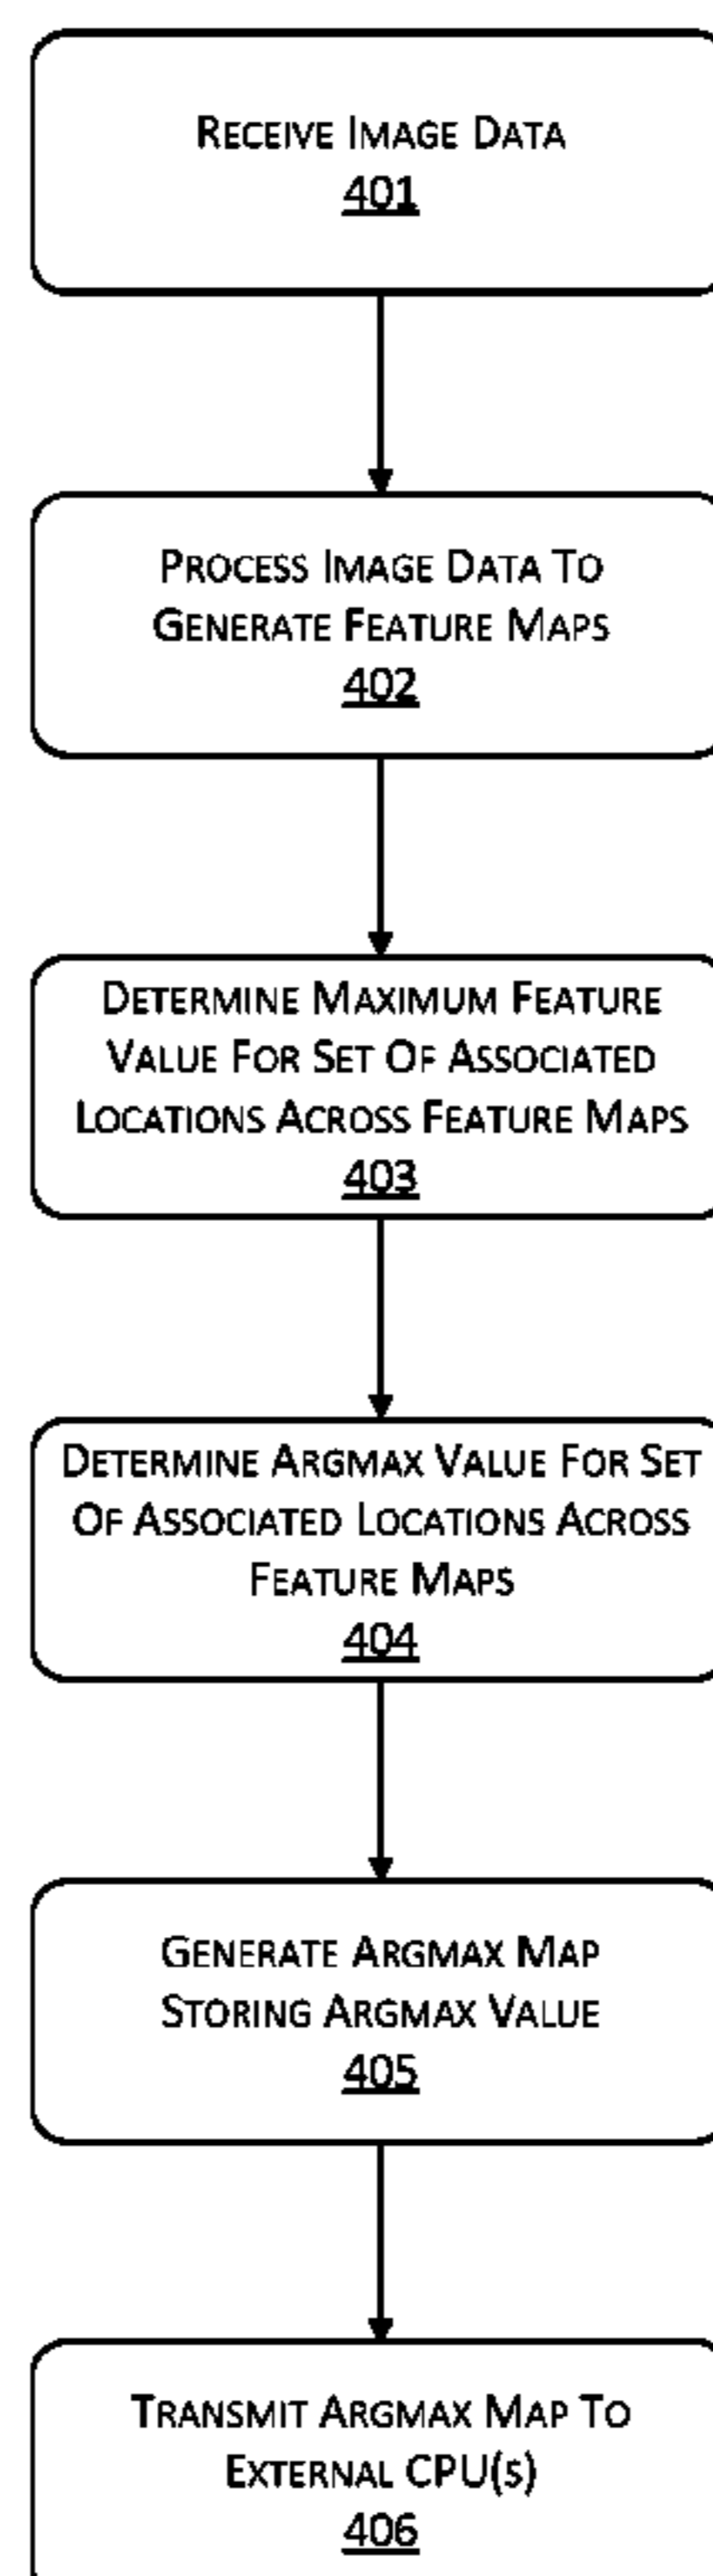 RECEIVE IMAGE DATA
401
PROCESS IMAGE DATA TO
GENERATE FEATURE MAPS
402
DETERMINE MAXIMUM FEATURE
VALUE FOR SET OF ASSOCIATED
LOCATIONS ACROSS FEATURE MAPS
403
DETERMINE ARGMAX VALUE FOR SET
OF ASSOCIATED LOCATIONS ACROSS
FEATURE MAPS
404
GENERATE ARGMAX MAP
STORING ARGMAX VALUE
405
TRANSMIT ARGMAX MAP TO
EXTERNAL CPU(S)
406